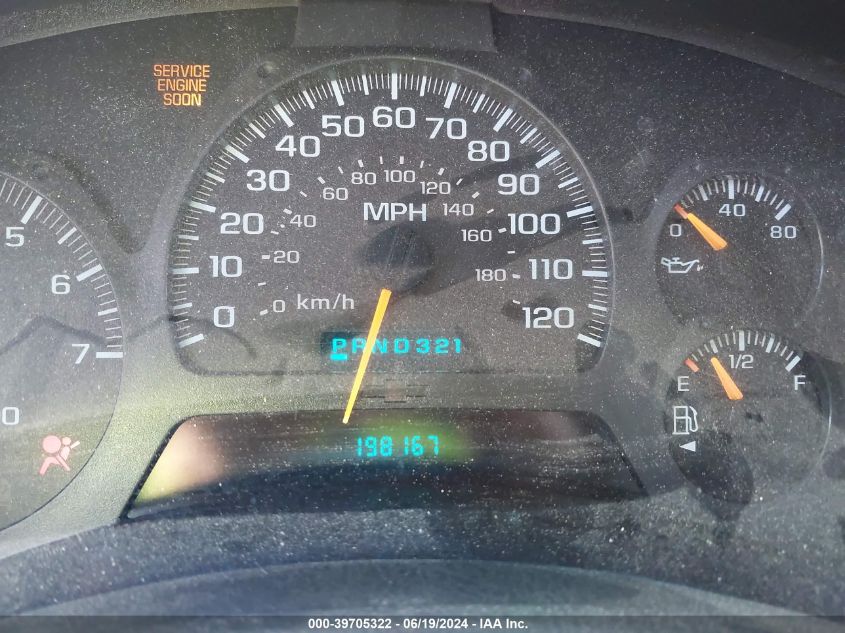 SERVICE
ENGINE
SOON
0 10 20 30 40 50 60 70 80 90 100 110 120
MPH
0 20 40 60 80 100 120 140 160 180
km/h
5
6
7
0
0 40 80
E 1/2 F
PRND321
198167
000-39705322 - 06/19/2024 - IAA Inc.